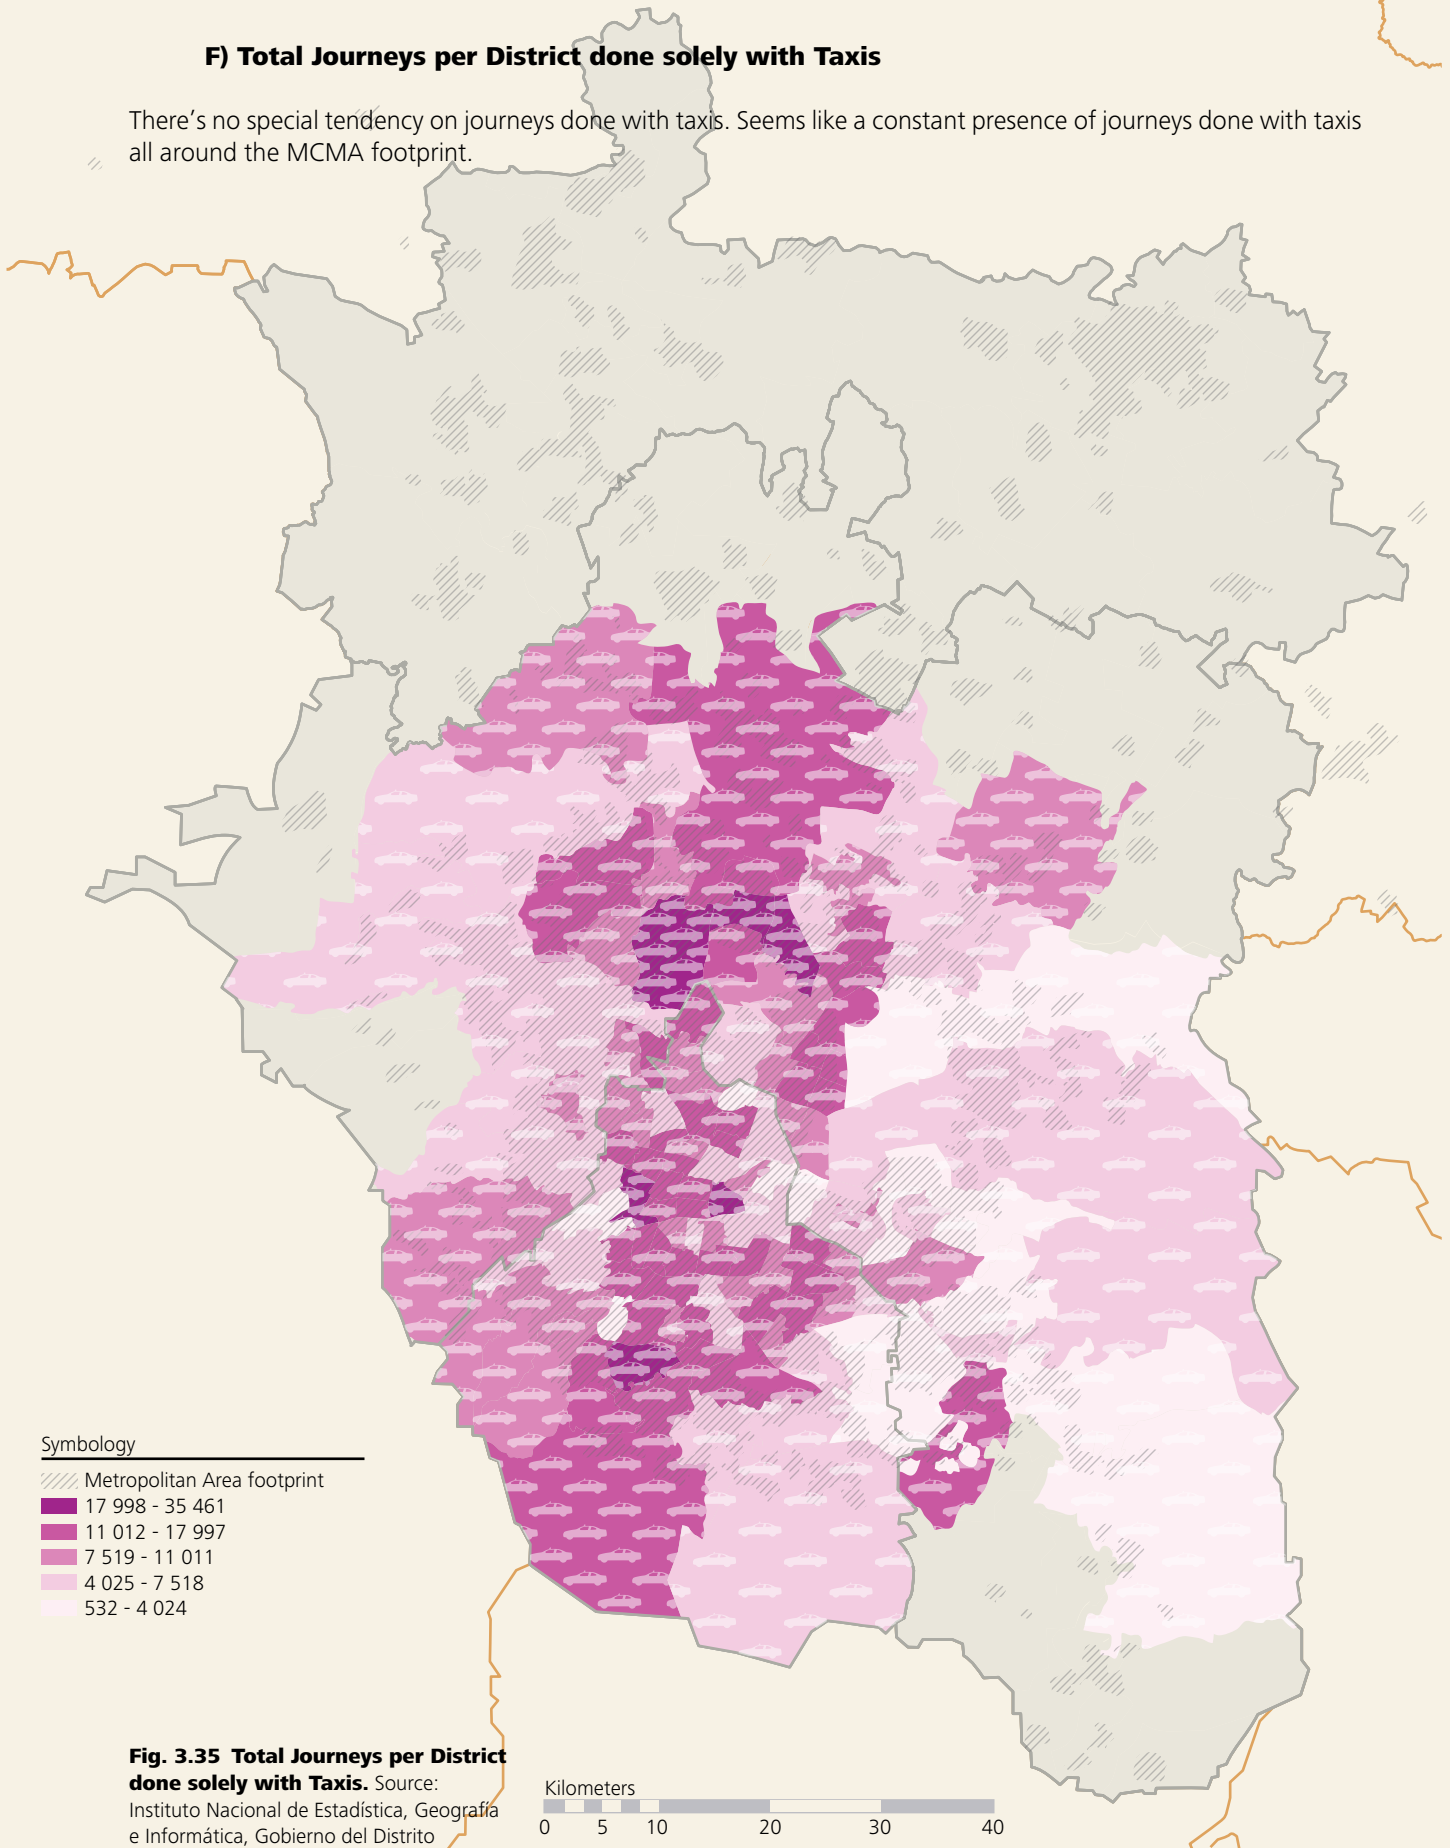 F) Total Journeys per District done solely with Taxis
There's no special tendency on journeys done with taxis. Seems like a constant presence of journeys done with taxis
all around the MCMA footprint.
Symbology
Metropolitan Area footprint
17 998 - 35 461
11 012 - 17 997
7 519 - 11 011
4 025 - 7 518
532 - 4 024
Fig. 3.35 Total Journeys per District
done solely with Taxis. Source:
Instituto Nacional de Estadística, Geografía
e Informática, Gobierno del Distrito
Kilometers
0 5 10 20 30 40